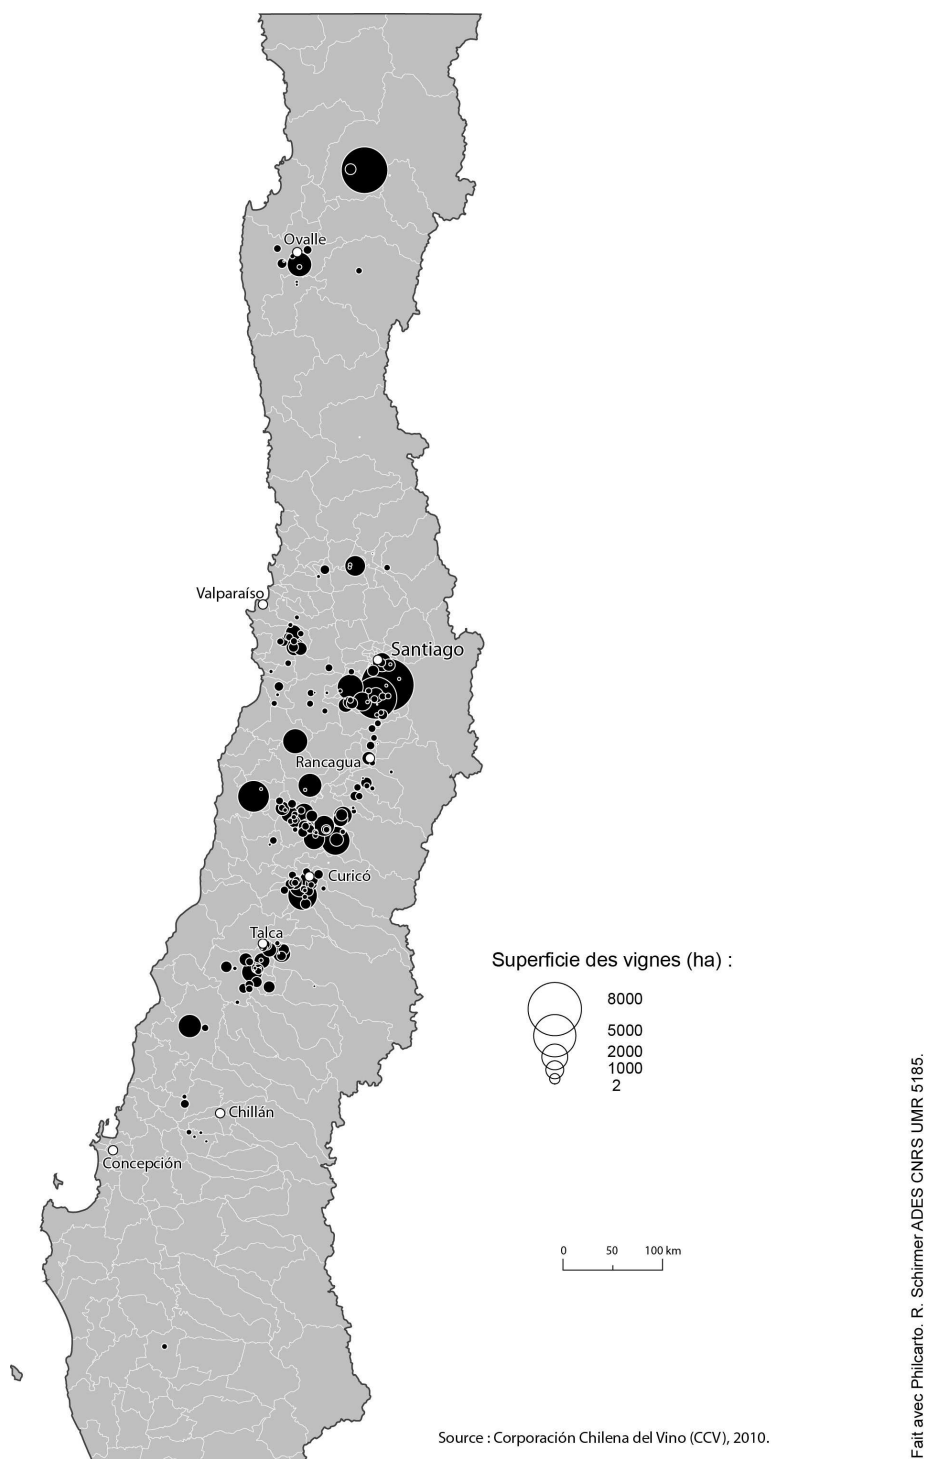 Ovalle
Valparaíso
Santiago
Rancagua
Curicó
Talca
Superficie des vignes (ha) :
8000
5000
2000
1000
2
Chillán
Concepción
0 50 100 km
Source : Corporación Chilena del Vino (CCV), 2010.
Fait avec Philcarto. R. Schirmer ADES CNRS UMR 5185.